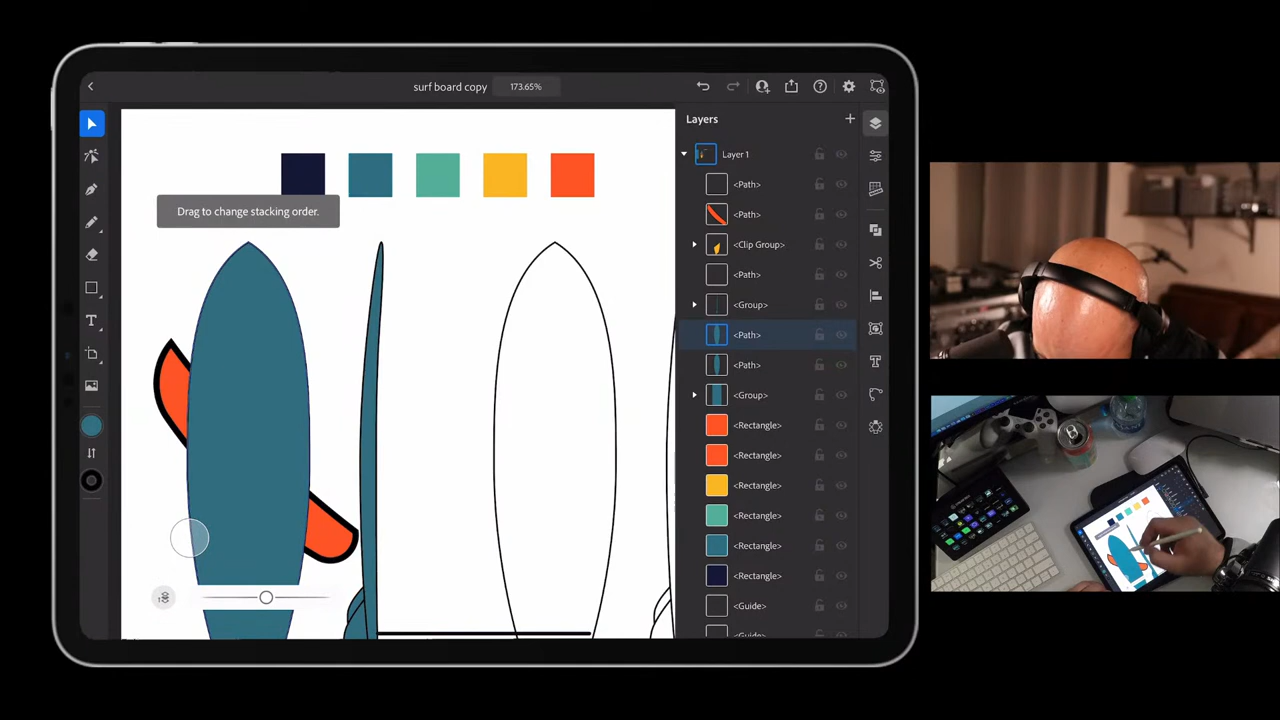 surf board copy
173.65%
Layers
Layer 1
<Path>
<Path>
<Clip Group>
<Path>
<Group>
<Path>
<Path>
<Group>
<Rectangle>
<Rectangle>
<Rectangle>
<Rectangle>
<Rectangle>
<Rectangle>
<Guide>
<Guide>
Drag to change stacking order.